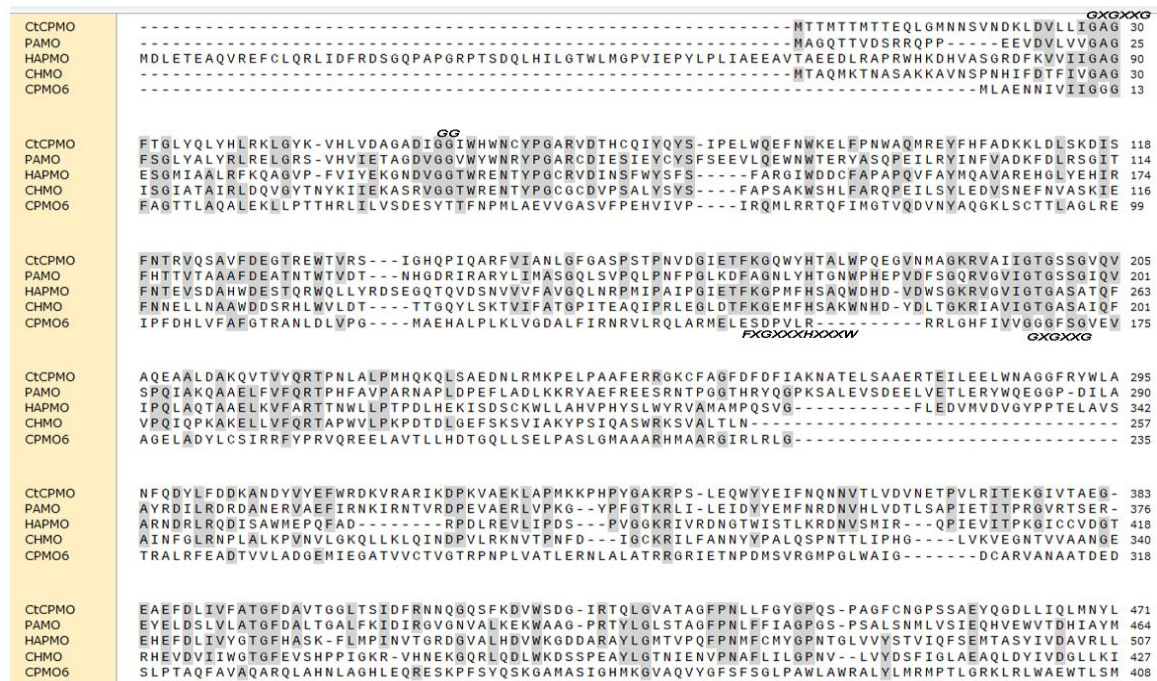 GXGXXG
CtCPMO -------------------------------------------------------------MTTMTTMTTEQLGMNNSVNDKLDVLLIGAG 30
PAMO -------------------------------------------------------------MAGQTTVDSRRQPP-----EEVDVLVVGAG 25
HAPMO MDLETEAQVREFCLQRLIDFRDSGQPAPGRPTSDQLHILGTWLMGPVIEPYLPLIAEEAVTAEEDLRAPRWHKDHVASGRDFKVVIIGAG 90
CHMO -------------------------------------------------------------MTAQMKTNASAKKAVNSPNHIFDTFIVGAG 30
CPMO6 ------------------------------------------------------------------------------MLAENNIVIIGGG 13
GG
CtCPMO FTGLYQLYHLRKLGYK-VHLVDAGADIGGIWHWNCYPGARVDTHCQIYQYS-IPELWQEFNWKELFPNWAQMREYFHFADKKLDLSKDIS 118
PAMO FSGLYALYRLRELGRS-VHVIETAGDVGGVWYWNRYPGARCDIESIEYCYSFSEEVLQEWNWTERYASQPEILRYINFVADKFDLRSGIT 114
HAPMO ESGMIAALRFKQAGVP-FVIYEKGNDVGGTWRENTYPGCRVDINSFWYSFS----FARGIWDDCFAPAPQVFAYMQAVAREHGLYEHIR 174
CHMO ISGIATAIRLDQVGYTNYKIIEKASRVGGTWRENTYPGCGCDVPSALYSYS----FAPSAKWSHLFARQPEILSYLEDVSNEFNVASKIE 116
CPMO6 FAGTTLAQALEKLLPTTHRLILVSDESYTTFNPMLAEVVGASVFPEHVIVP----IRQMLRRTQFIMGTVQDVNYAQGKLSCTTLAGLRE 99
CtCPMO FNTRVQSAVFDEGTREWTVRS---IGHQPIQARFVIANLGFGASPSTPNVDGIETFKGQWYHTALWPQEGVNMAGKRVAIIGTGSSGVQV 205
PAMO FHTTVTAAAFDEATNTWTVDT---NHGDRIRARYLIMASGQLSVPQLPNFPGLKDFAGNLYHTGNWPHEPVDFSGQRVGVIGTGSSGIQV 201
HAPMO FNTEVSDAHWDESTQRWQLLYRDSEGQTQVDSNVVVFAVGQLNRPMIPAIPGIETFKGPMFHSAQWDHD-VDWSGKRVGVIGTGASATQF 263
CHMO FNNELLNAAWDDSRHLWVLDT---TTGQYLSKTVIFATGPITEAQIPRLEGLDTFKGEMFHSAKWNHD-YDLTGKRIAVIGTGASAIQF 201
CPMO6 IPFDHLVFAFGTRANLDLVPG----MAEHALPLKLVGDALFIRNRVLRQLARMELESDPVLR---------RRLGHFIVVGGGFSGVEV 175
FXGXXXHXXXW GXGXXG
CtCPMO AQEAALDAKQVTVYQRTPNLALPMHQKQLSAEDNLRMKPELPAAFERRGKCFAGFDFDFIAKNATELSAAERTEILEELWNAGGFRYWLA 295
PAMO SPQIAKQAAELFVFQRTPHFAVPARNAPLDPEFLADLKKRYAEFREESRNTPGGTHRYQGPKSALEVSDEELVETLERYWQEGGP-DILA 290
HAPMO IPQLAQTAAELKVFARTTNWLLPTPDLHEKISDSCKWLLAHVPHYSLWYRVAMAMPQSVG-----------FLEDVMVDVGYPPTELAVS 342
CHMO VPQIQPKAKELLVFQRTAPWVLPKPDTDLGEFSKSVIAKYPSIQASWRKSVALTLN---------------------------------- 257
CPMO6 AGELADYLCSIRRFYPRVQREELAVTLLHDTGQLLSELPASLGMAAARHMAARGIRLRLG------------------------------ 235
CtCPMO NFQDYLFDDKANDYVYEFWRDKVRARIKDPKVAEKLAPMKKPHPYGAKRPS-LEQWYYEIFNQNNVTLVDVNETPVLRITEKGIVTAEG- 383
PAMO AYRDILRDRDANERVAEFIRNKIRNTVRDPEVAERLVPKG--YPFGTKRLI-LEIDYYEMFNRDNVHLVDTLSAPIETITPRGVRTSER- 376
HAPMO ARNDRLRQDISAWMEPQFAD--------RPDLREVLIPDS---PVGGKRIVRDNGTWISTLKRDNVSMIR---QPIEVITPKGICCVDGT 418
CHMO AINFGLRNPLALKPVNVLGKQLLKLQINDPVLRKNVTPNFD---IGCKRILFANNYYPALQSPNTTLIPHG---LVKVEGNTVVAANGE 340
CPMO6 TRALRFEADTVVLADGEMIEGATVVCTVGTRPNPLVATLERNLALATRRGRIETNPDMSVRGMPGLWAIG------DCARVANAATDED 318
CtCPMO EAEFDLIVFATGFDAVTGGLTSIDFRNNQGQSFKDVWSDG-IRTQLGVATAGFPNLLFGYGPQS-PAGFCNGPSSAEYQGDLLIQLMNYL 471
PAMO EYELDSLVLATGFDALTGALFKIDIRGVGNVALKEKWAAG-PRTYLGLSTAGFPNLFFIAGPGS-PSALSNMLVSIEQHVEWVTDHIAYM 464
HAPMO EHEFDLIVYGTGFHASK-FLMPINVTGRDGVALHDVWKGDDARAYLGMTVPQFPNMFCMYGPNTGLVVYSTVIQFSEMTASYIVDAVRLL 507
CHMO RHEVDVIIWGTGFEVSHPPIGKR-VHNEKGQRLQDLWKDSSPEAYLGTNIENVPNAFLILGPNV--LVYDSFIGLAEAQLDYIVDGLLKI 427
CPMO6 SLPTAQFAVAQARQLAHNLAGHLEQRESKPFSYQSKGAMASIGHMKGVAQVYGFSFSGLPAWLAWRALYLMRMPTLGRKLRLWAEWTLSM 408